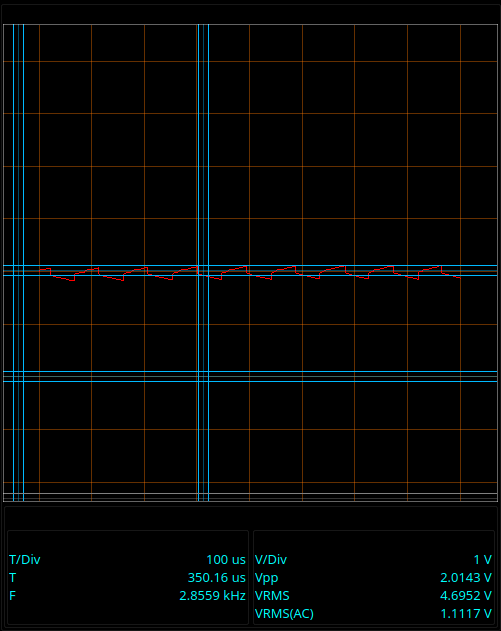 T/Div 100 us V/Div 1 V
T 350.16 us Vpp 2.0143 V
F 2.8559 kHz VRMS 4.6952 V
VRMS(AC) 1.1117 V